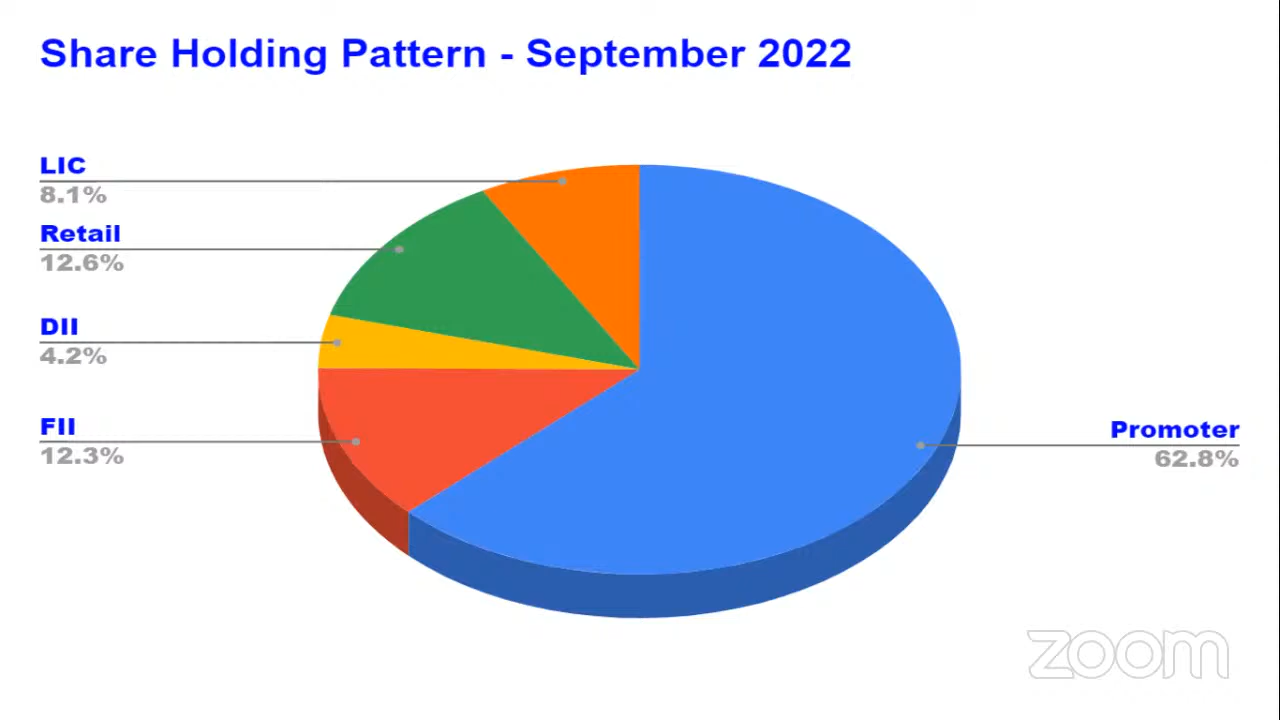 Share Holding Pattern - September 2022
LIC
8.1%
Retail
12.6%
DII
4.2%
FII
12.3%
Promoter
62.8%
zoom